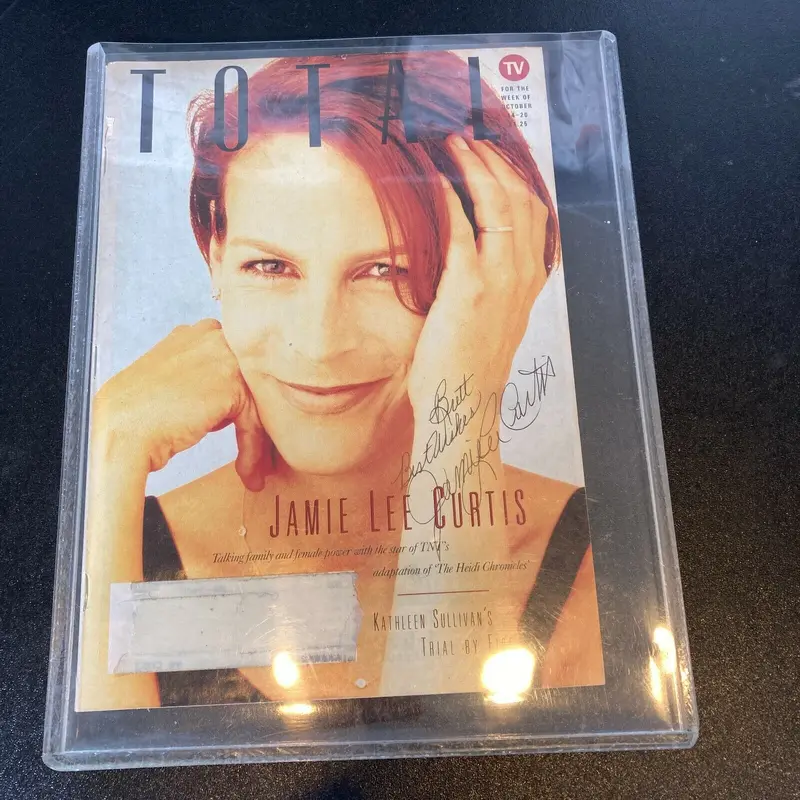 TOTAL
TV
FOR THE
WEEK OF
OCTOBER
Brett
Best Wishes
Jamie Lee Curtis
JAMIE LEE CURTIS
Talking family and female power with the star of TNT's
adaptation of 'The Heidi Chronicles'
KATHLEEN SULLIVAN'S
TRIAL BY